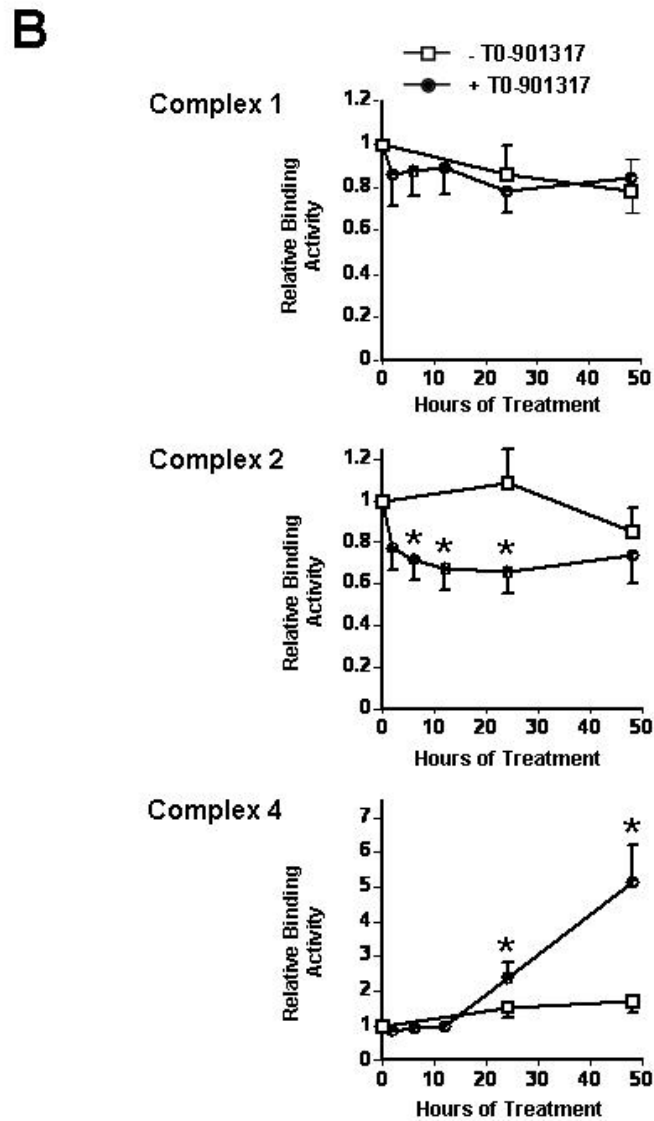 B
- T0-901317
+ T0-901317
Complex 1
1.2
1
0.8
0.6
0.4
0.2
0
Relative Binding
Activity
0 10 20 30 40 50
Hours of Treatment
Complex 2
1.2
1
0.8
0.6
0.4
0.2
0
Relative Binding
Activity
* * *
0 10 20 30 40 50
Hours of Treatment
Complex 4
7
6
5
4
3
2
1
0
Relative Binding
Activity
* *
0 10 20 30 40 50
Hours of Treatment